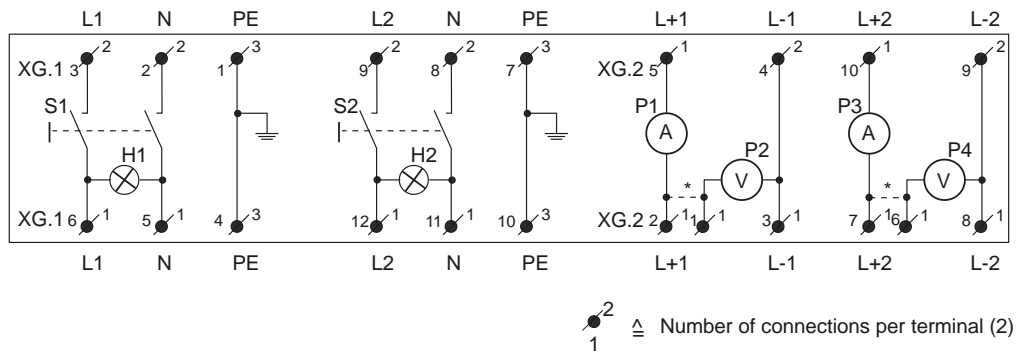 L1 N PE L2 N PE L+1 L-1 L+2 L-2
XG.1 3 2 2 2 1 3 9 2 8 2 7 3 XG.2 5 1 4 2 10 1 9 2
S1 S2 P1 P3
A A
H1 H2 P2 P4
V V
* *
XG.1 6 1 5 1 4 3 12 1 11 1 10 3 XG.2 2 1 1 1 3 1 7 1 6 1 8 1
L1 N PE L2 N PE L+1 L-1 L+2 L-2
2
1 ≙ Number of connections per terminal (2)